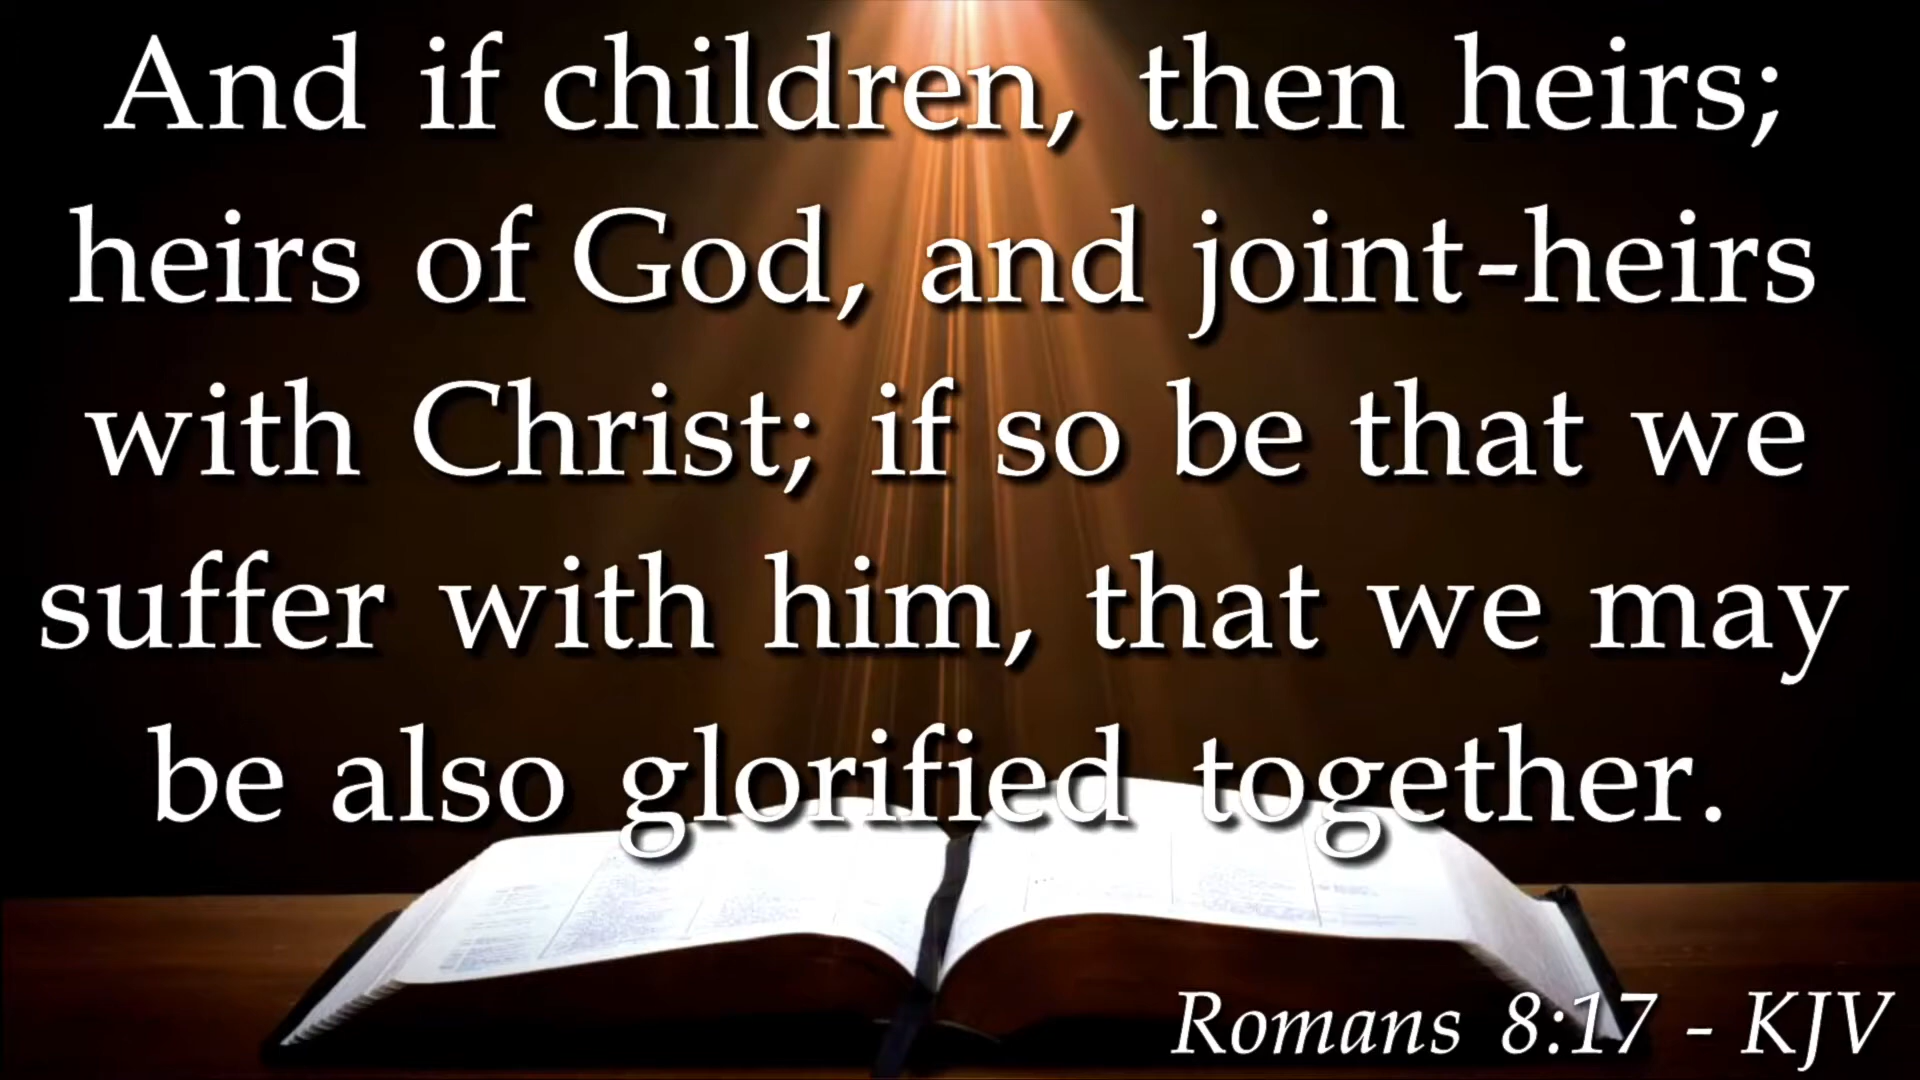 And if children, then heirs;
heirs of God, and joint-heirs
with Christ; if so be that we
suffer with him, that we may
be also glorified together.
Romans 8:17 - KJV